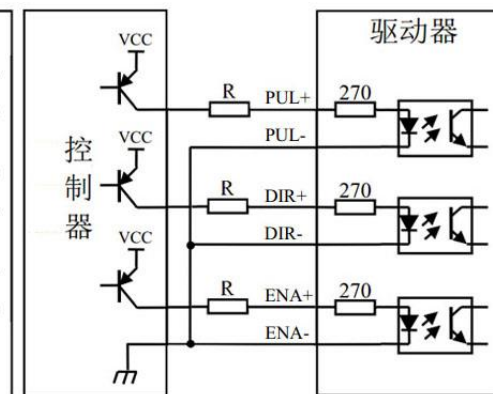 驱动器
VCC
R
PUL+
270
PUL-
VCC
控制器
R
DIR+
270
DIR-
VCC
R
ENA+
270
ENA-